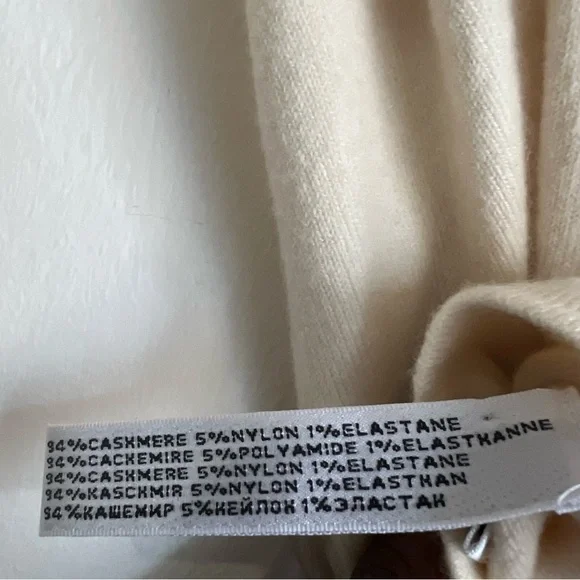 94%CASHMERE 5%NYLON 1%ELASTANE
94%CACHEMIRE 5%POLYAMIDE 1%ELASTHANNE
94%CASHMERE 5%NYLON 1%ELASTANE
94%KASCHMIR 5%NYLON 1%ELASTHAN
94%КАШЕМИР 5%НЕЙЛОН 1%ЭЛАСТАН